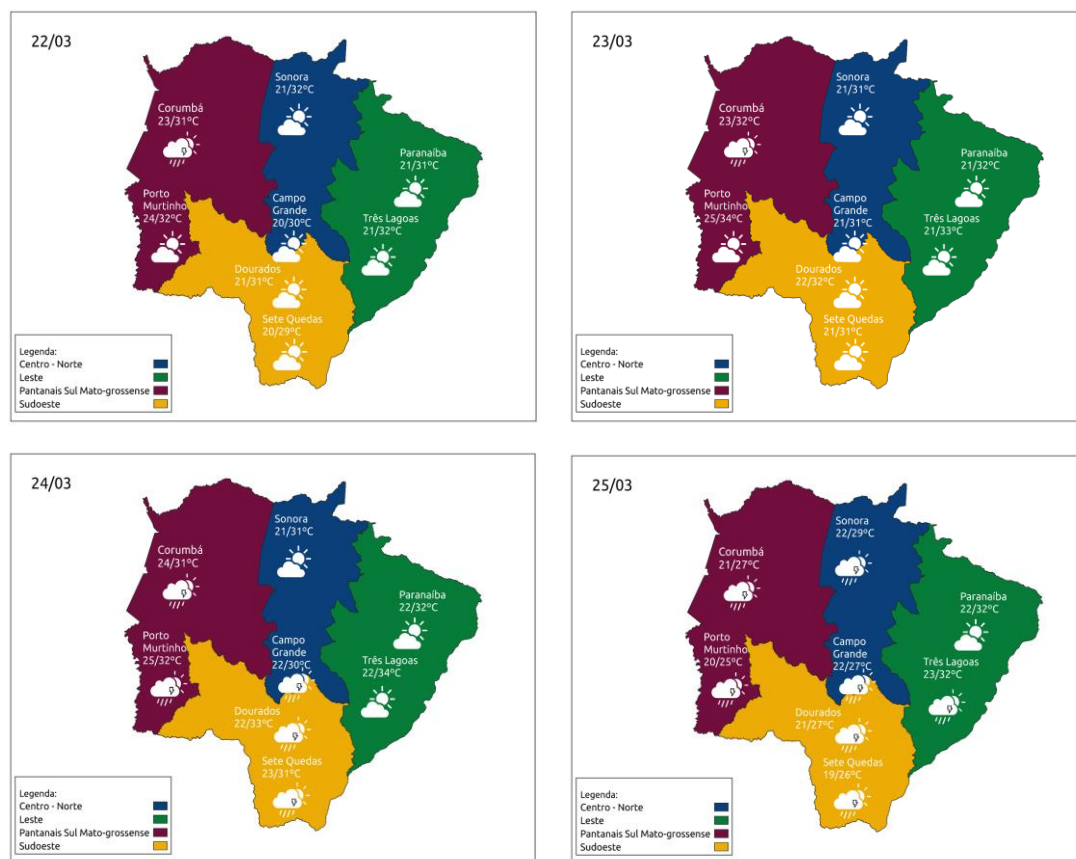 22/03
Sonora
21/32ºC
Corumbá
23/31ºC
Paranaíba
21/31ºC
Porto
Murtinho
24/32ºC
Campo
Grande
20/30ºC
Três Lagoas
21/32ºC
Dourados
21/31ºC
Sete Quedas
20/29ºC
Legenda:
Centro - Norte
Leste
Pantanais Sul Mato-grossense
Sudoeste
23/03
Sonora
21/31ºC
Corumbá
23/32ºC
Paranaíba
21/32ºC
Porto
Murtinho
25/34ºC
Campo
Grande
21/31ºC
Três Lagoas
21/33ºC
Dourados
22/32ºC
Sete Quedas
21/31ºC
Legenda:
Centro - Norte
Leste
Pantanais Sul Mato-grossense
Sudoeste
24/03
Sonora
21/31ºC
Corumbá
24/31ºC
Paranaíba
22/32ºC
Porto
Murtinho
25/32ºC
Campo
Grande
22/30ºC
Três Lagoas
22/34ºC
Dourados
22/33ºC
Sete Quedas
23/31ºC
Legenda:
Centro - Norte
Leste
Pantanais Sul Mato-grossense
Sudoeste
25/03
Sonora
22/29ºC
Corumbá
21/27ºC
Paranaíba
22/32ºC
Porto
Murtinho
20/25ºC
Campo
Grande
22/27ºC
Três Lagoas
23/32ºC
Dourados
21/27ºC
Sete Quedas
19/26ºC
Legenda:
Centro - Norte
Leste
Pantanais Sul Mato-grossense
Sudoeste